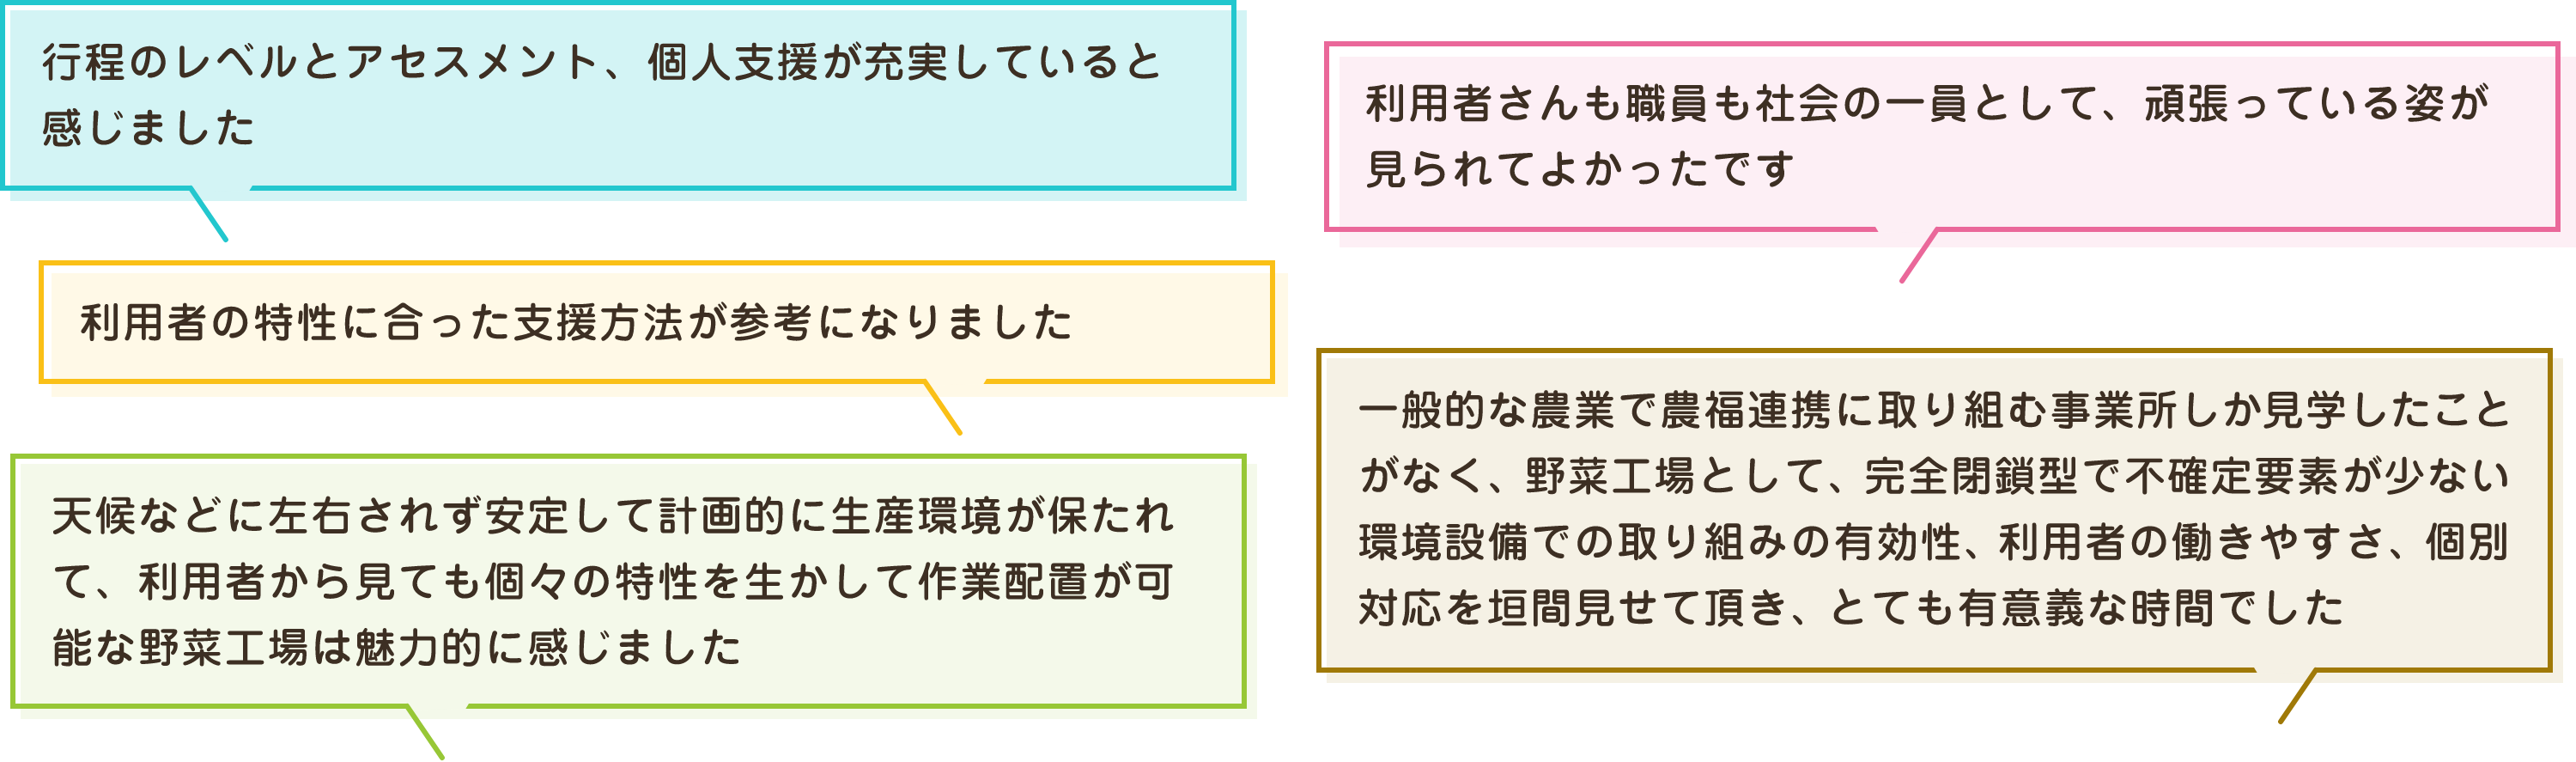 行程のレベルとアセスメント、個人支援が充実していると
感じました
利用者の特性に合った支援方法が参考になりました
天候などに左右されず安定して計画的に生産環境が保たれ
て、利用者から見ても個々の特性を生かして作業配置が可
能な野菜工場は魅力的に感じました
利用者さんも職員も社会の一員として、頑張っている姿が
見られてよかったです
一般的な農業で農福連携に取り組む事業所しか見学したこと
がなく、野菜工場として、完全閉鎖型で不確定要素が少ない
環境設備での取り組みの有効性、利用者の働きやすさ、個別
対応を垣間見せて頂き、とても有意義な時間でした